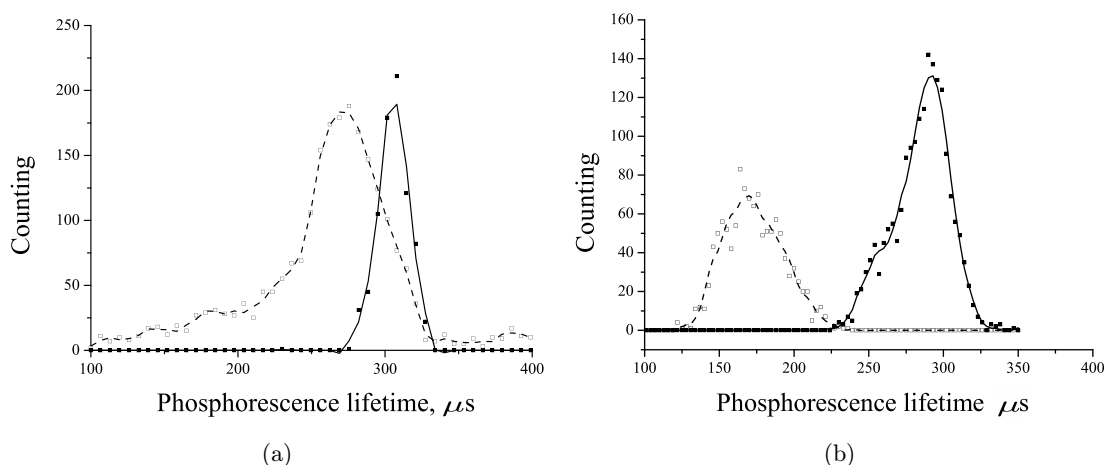 250
200
150
100
50
0
Counting
100 200 300 400
Phosphorescence lifetime, μs
(a)
160
140
120
100
80
60
40
20
0
Counting
100 150 200 250 300 350 400
Phosphorescence lifetime μs
(b)